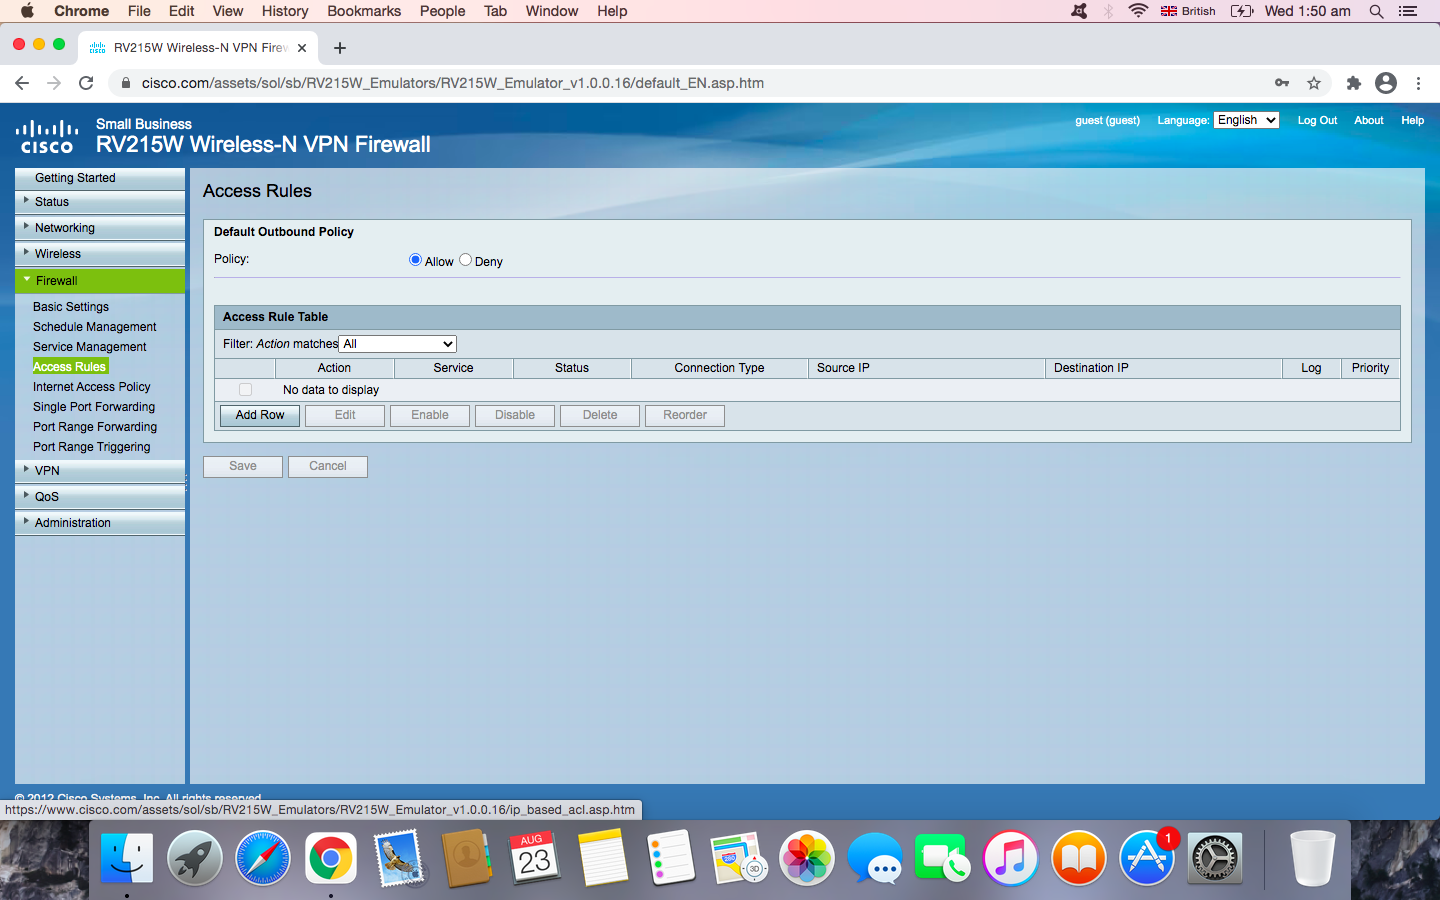 Chrome File Edit View History Bookmarks People Tab Window Help British Wed 1:50 am
RV215W Wireless-N VPN Firew
cisco.com/assets/sol/sb/RV215W_Emulators/RV215W_Emulator_v1.0.0.16/default_EN.asp.htm
Small Business
cisco RV215W Wireless-N VPN Firewall
guest (guest) Language: English Log Out About Help
Getting Started
Status
Networking
Wireless
Firewall
Basic Settings
Schedule Management
Service Management
Access Rules
Internet Access Policy
Single Port Forwarding
Port Range Forwarding
Port Range Triggering
VPN
QoS
Administration
Access Rules
Default Outbound Policy
Policy: Allow Deny
Access Rule Table
Filter: Action matches All
Action Service Status Connection Type Source IP Destination IP Log Priority
No data to display
Add Row Edit Enable Disable Delete Reorder
Save Cancel
© 2012 Cisco Systems, Inc. All rights reserved.
https://www.cisco.com/assets/sol/sb/RV215W_Emulators/RV215W_Emulator_v1.0.0.16/ip_based_acl.asp.htm
AUG
23
280
3D
1